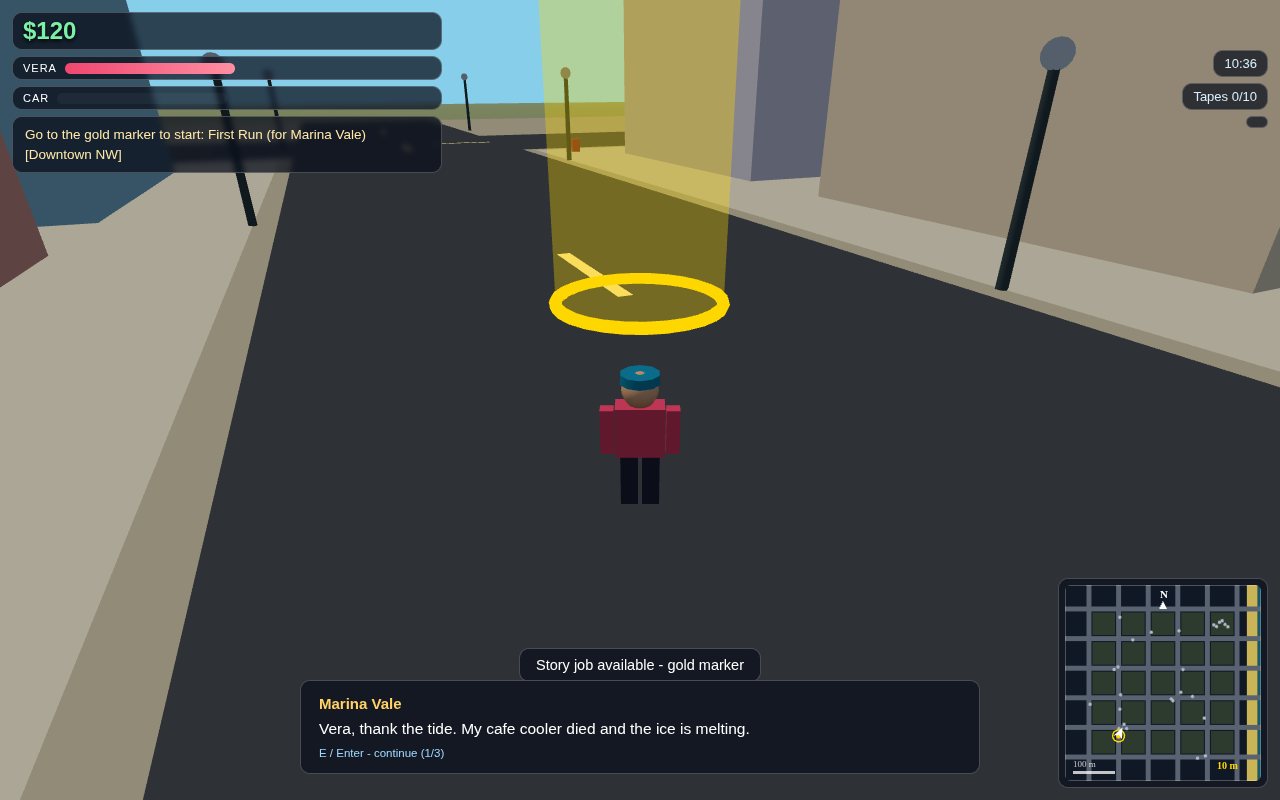 $120
VERA
CAR
Go to the gold marker to start: First Run (for Marina Vale)
[Downtown NW]
10:36
Tapes 0/10
Story job available - gold marker
Marina Vale
Vera, thank the tide. My cafe cooler died and the ice is melting.
E / Enter - continue (1/3)
N
100 m
10 m